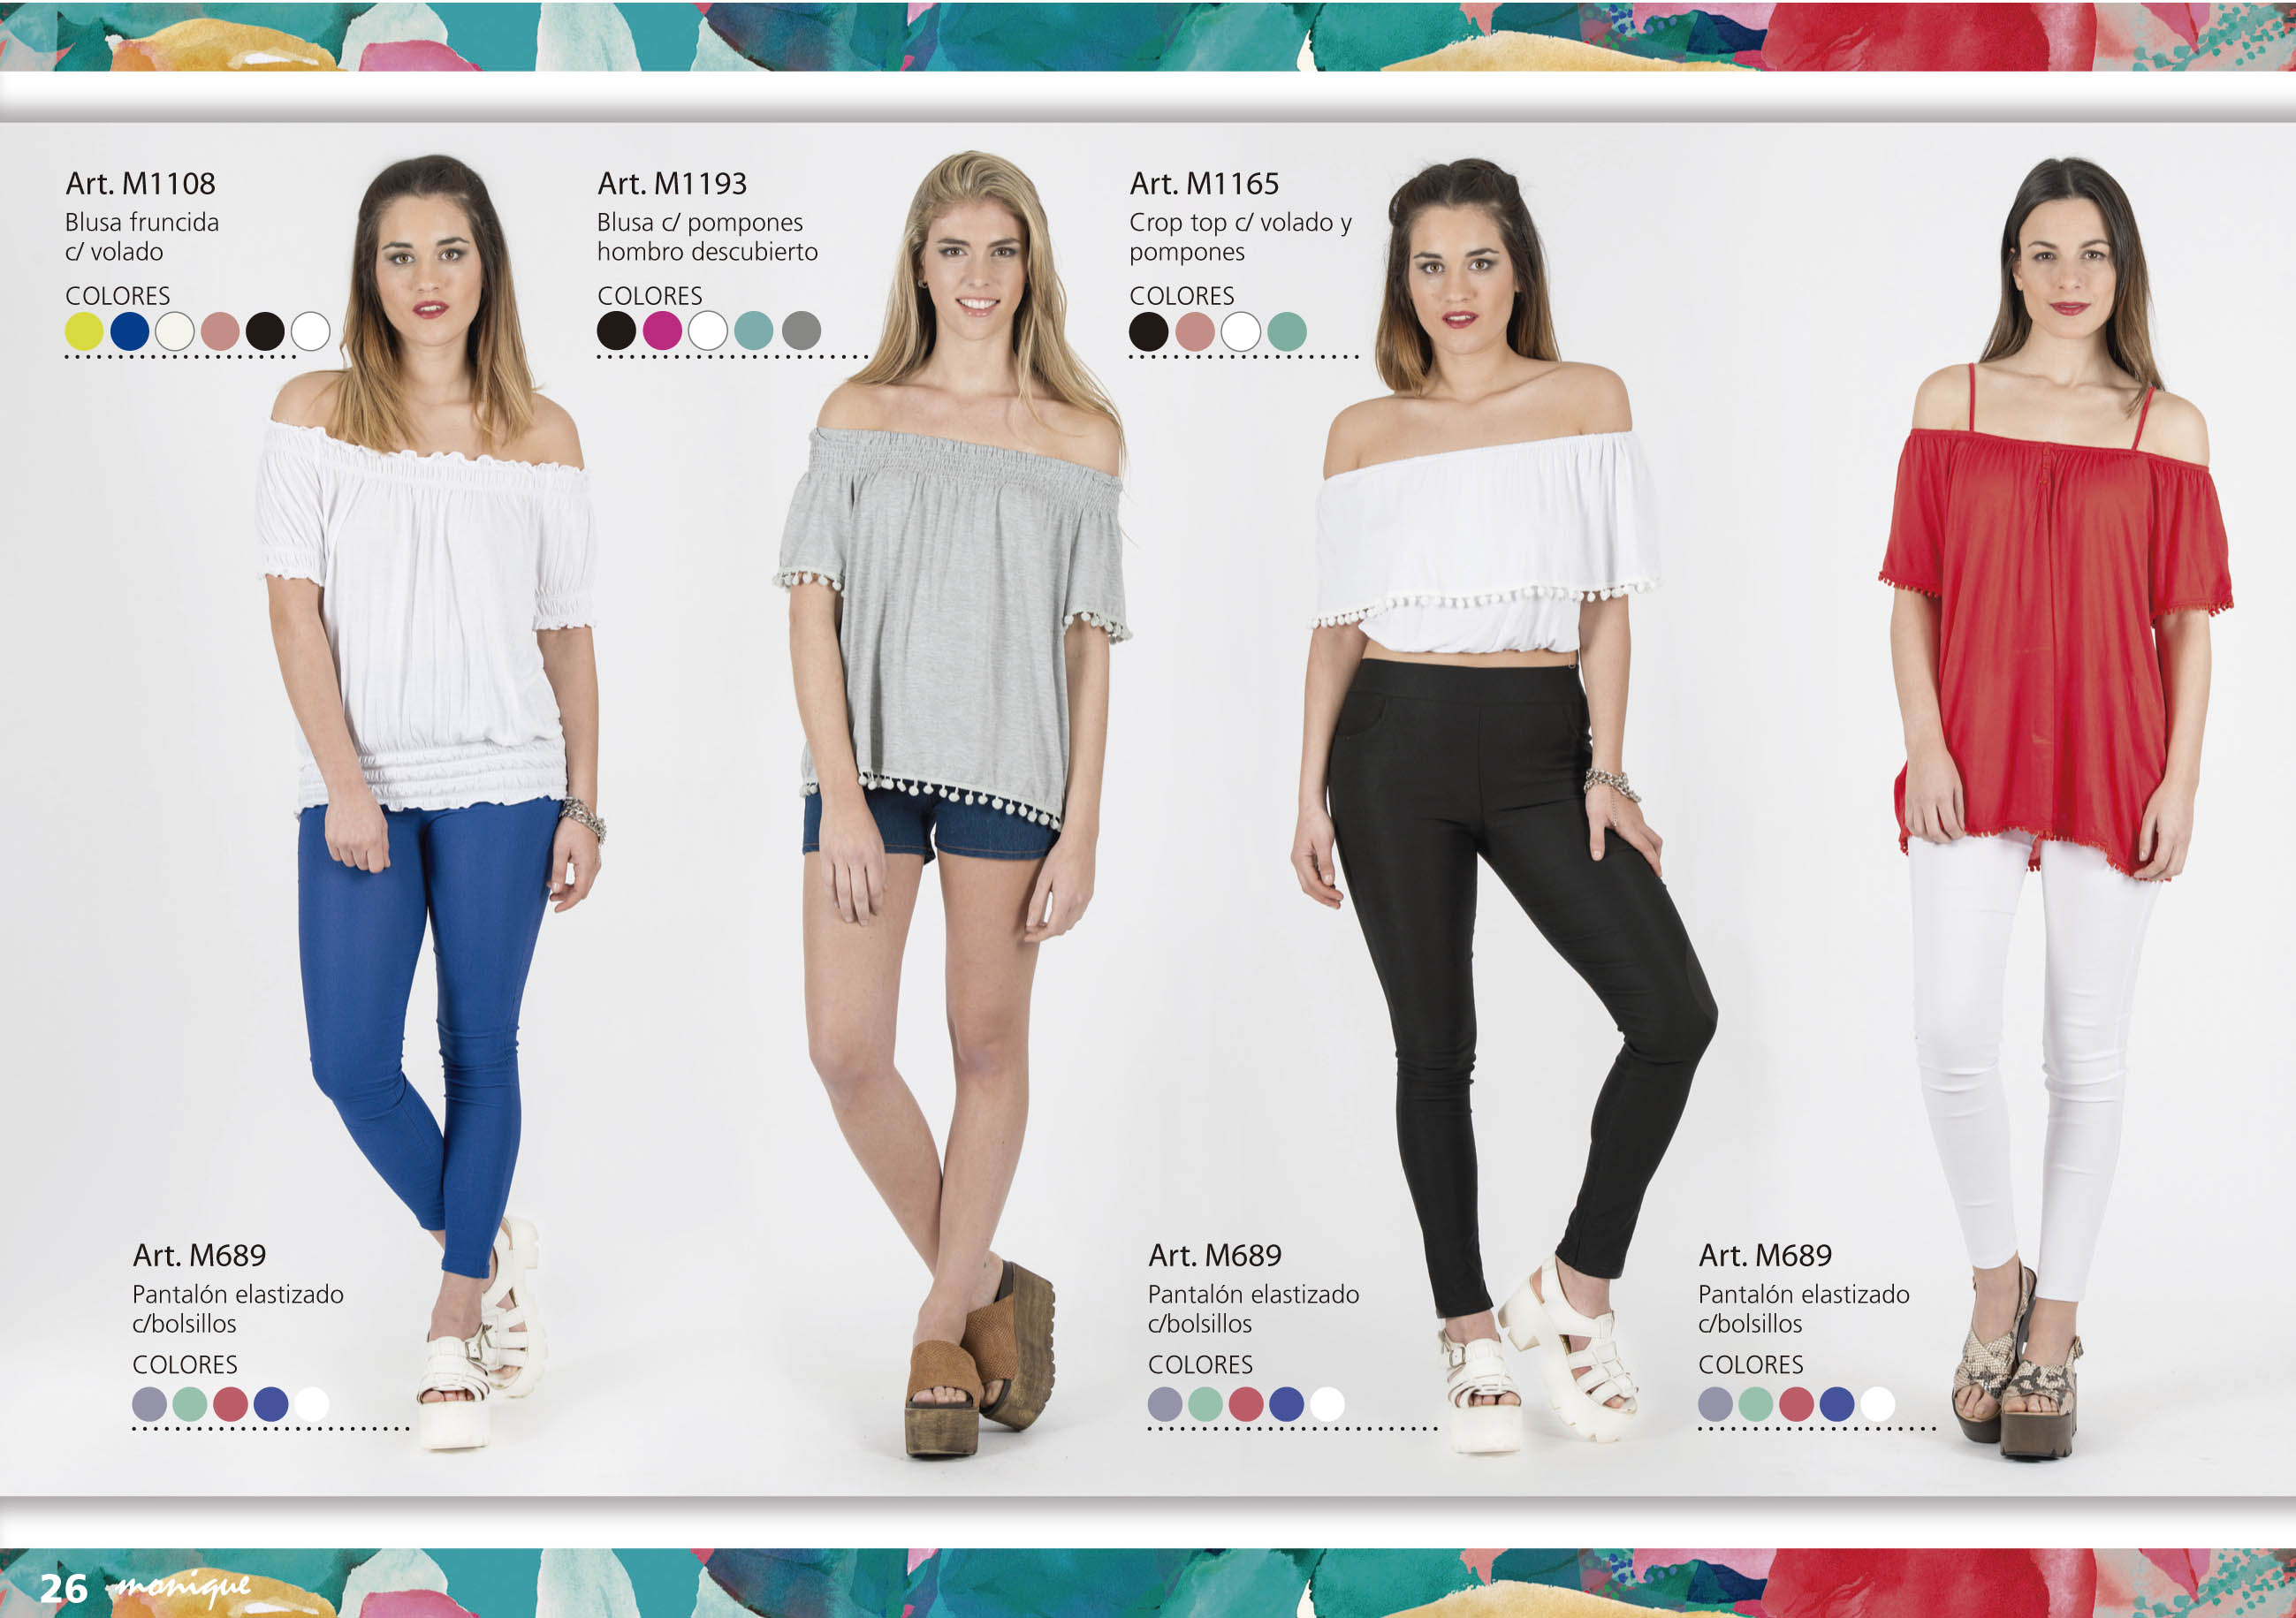 Art. M1108
Blusa fruncida
c/ volado
COLORES
Art. M1193
Blusa c/ pompones
hombro descubierto
COLORES
Art. M1165
Crop top c/ volado y
pompones
COLORES
Art. M689
Pantalón elastizado
c/bolsillos
COLORES
Art. M689
Pantalón elastizado
c/bolsillos
COLORES
Art. M689
Pantalón elastizado
c/bolsillos
COLORES
26 monique